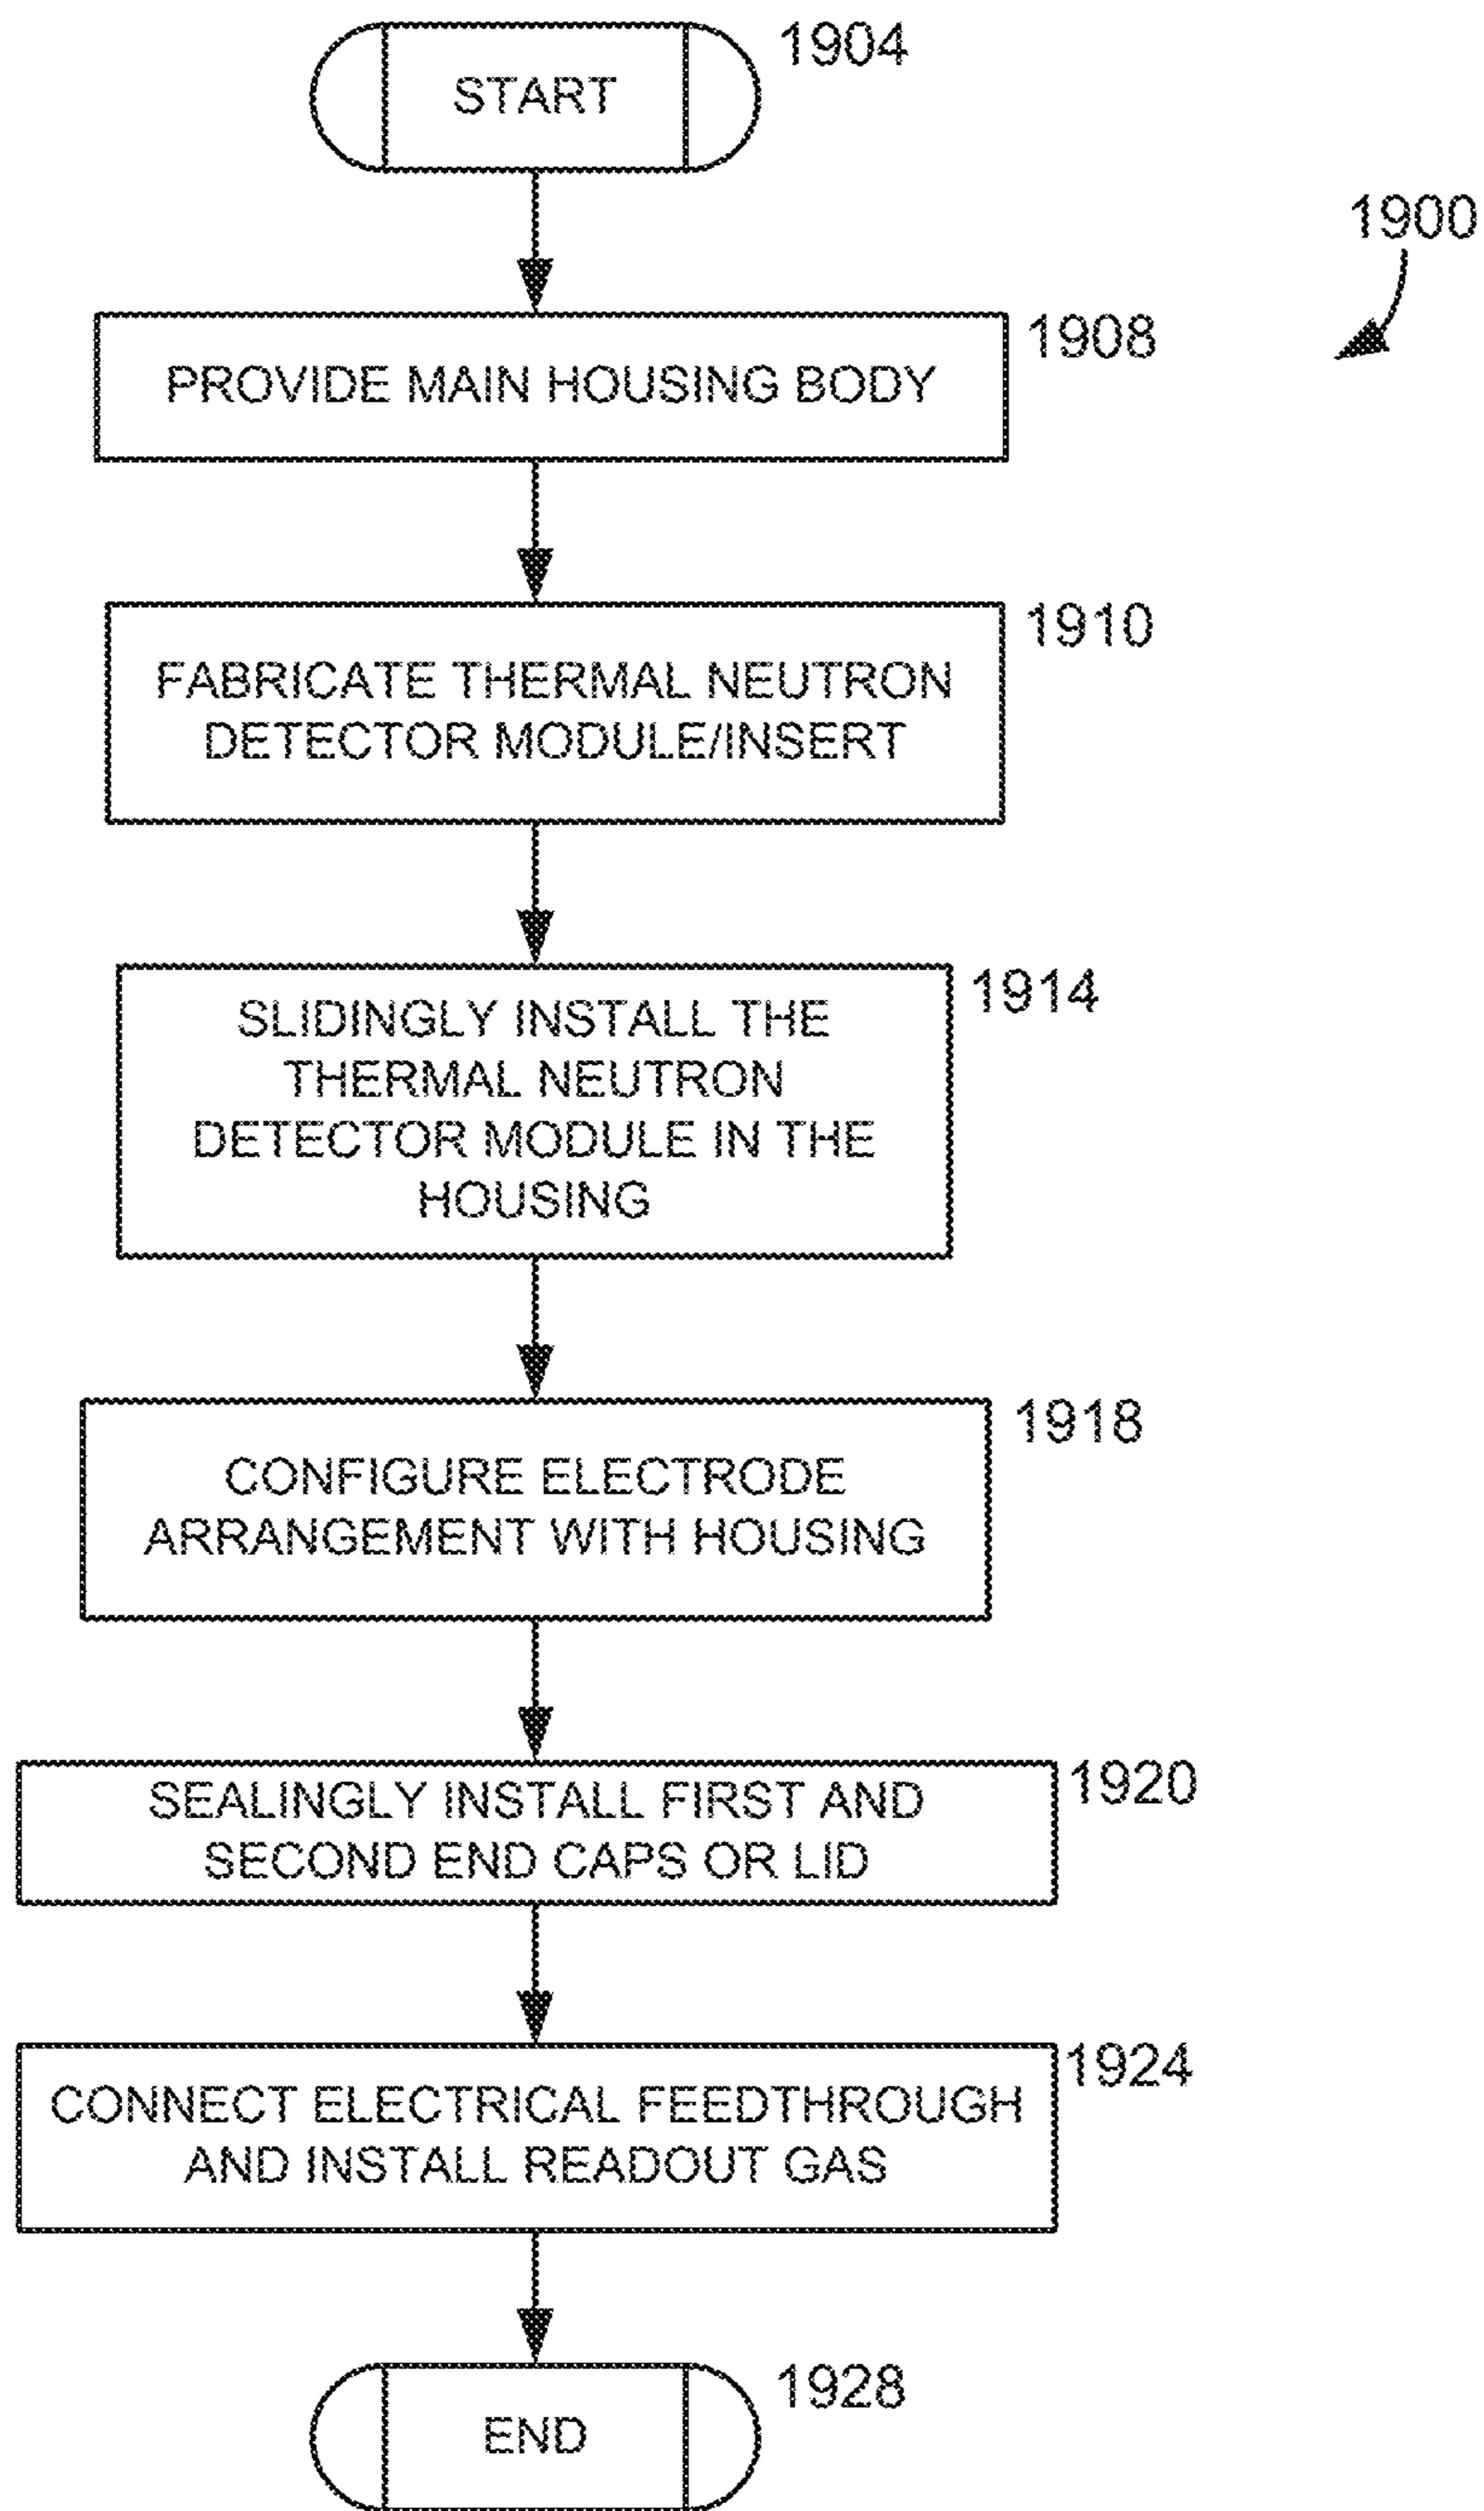 1904
START
1900
1908
PROVIDE MAIN HOUSING BODY
1910
FABRICATE THERMAL NEUTRON
DETECTOR MODULE/INSERT
1914
SLIDINGLY INSTALL THE
THERMAL NEUTRON
DETECTOR MODULE IN THE
HOUSING
1918
CONFIGURE ELECTRODE
ARRANGEMENT WITH HOUSING
1920
SEALINGLY INSTALL FIRST AND
SECOND END CAPS OR LID
1924
CONNECT ELECTRICAL FEEDTHROUGH
AND INSTALL READOUT GAS
1928
END